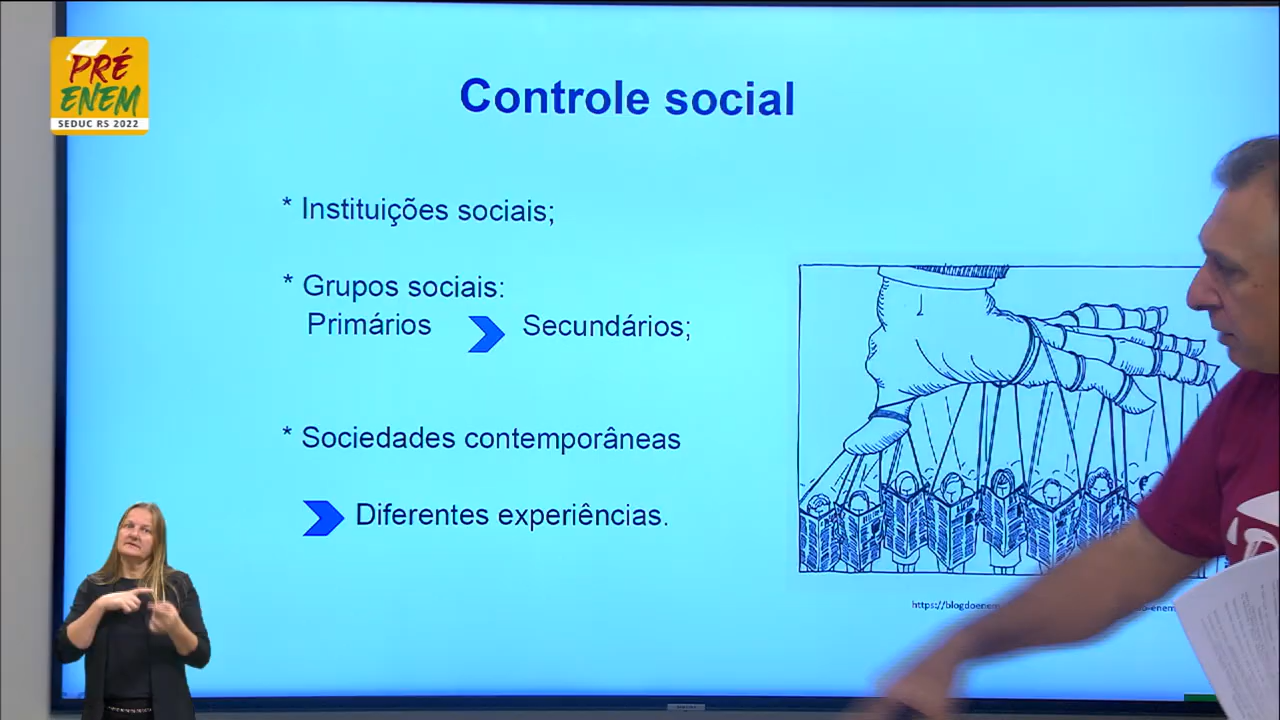 PRÉ
ENEM
SEDUC RS 2022
Controle social
* Instituições sociais;
* Grupos sociais:
Primários
Secundários;
* Sociedades contemporâneas
Diferentes experiências.